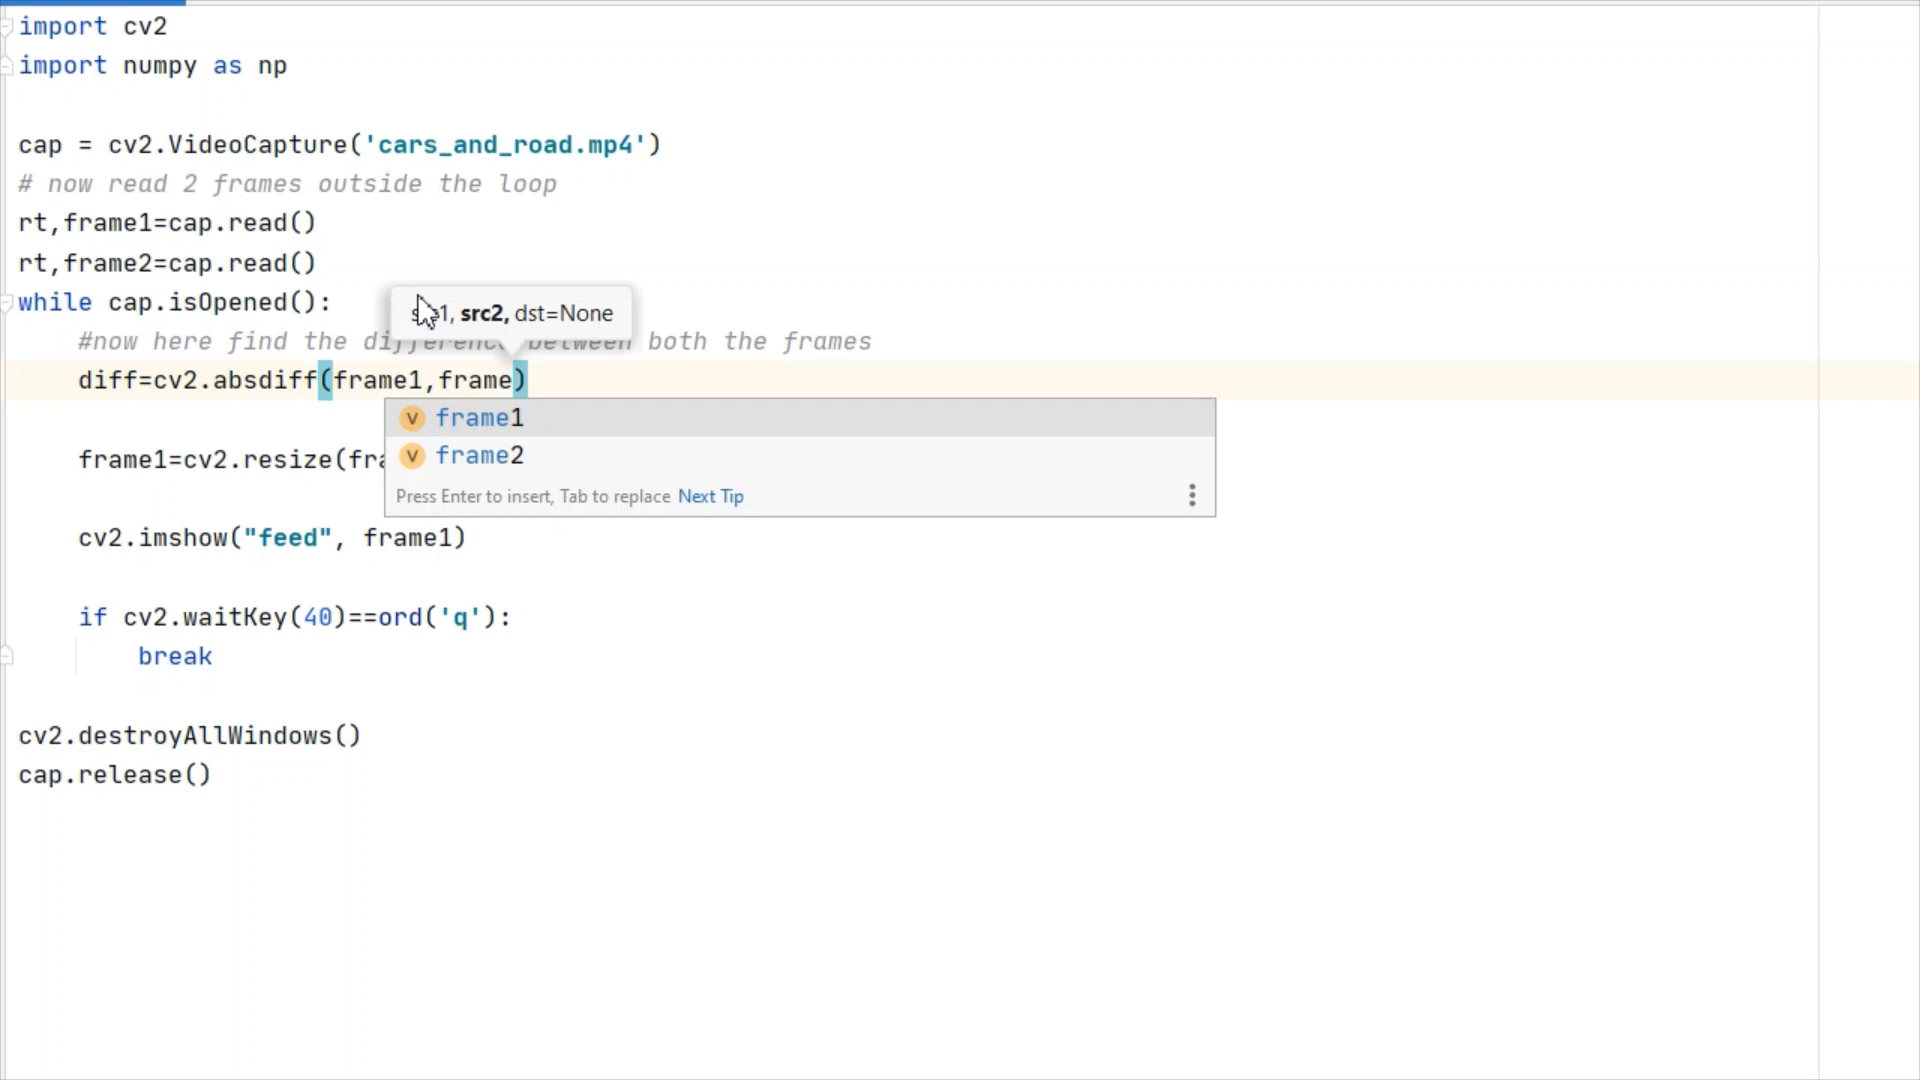 import cv2
import numpy as np
cap = cv2.VideoCapture('cars_and_road.mp4')
# now read 2 frames outside the loop
rt,frame1=cap.read()
rt,frame2=cap.read()
while cap.isOpened():
src2, dst=None
#now here find the difference between both the frames
diff=cv2.absdiff(frame1,frame)
frame1
frame1=cv2.resize(fra
frame2
Press Enter to insert, Tab to replace Next Tip
cv2.imshow("feed", frame1)
if cv2.waitKey(40)==ord('q'):
break
cv2.destroyAllWindows()
cap.release()